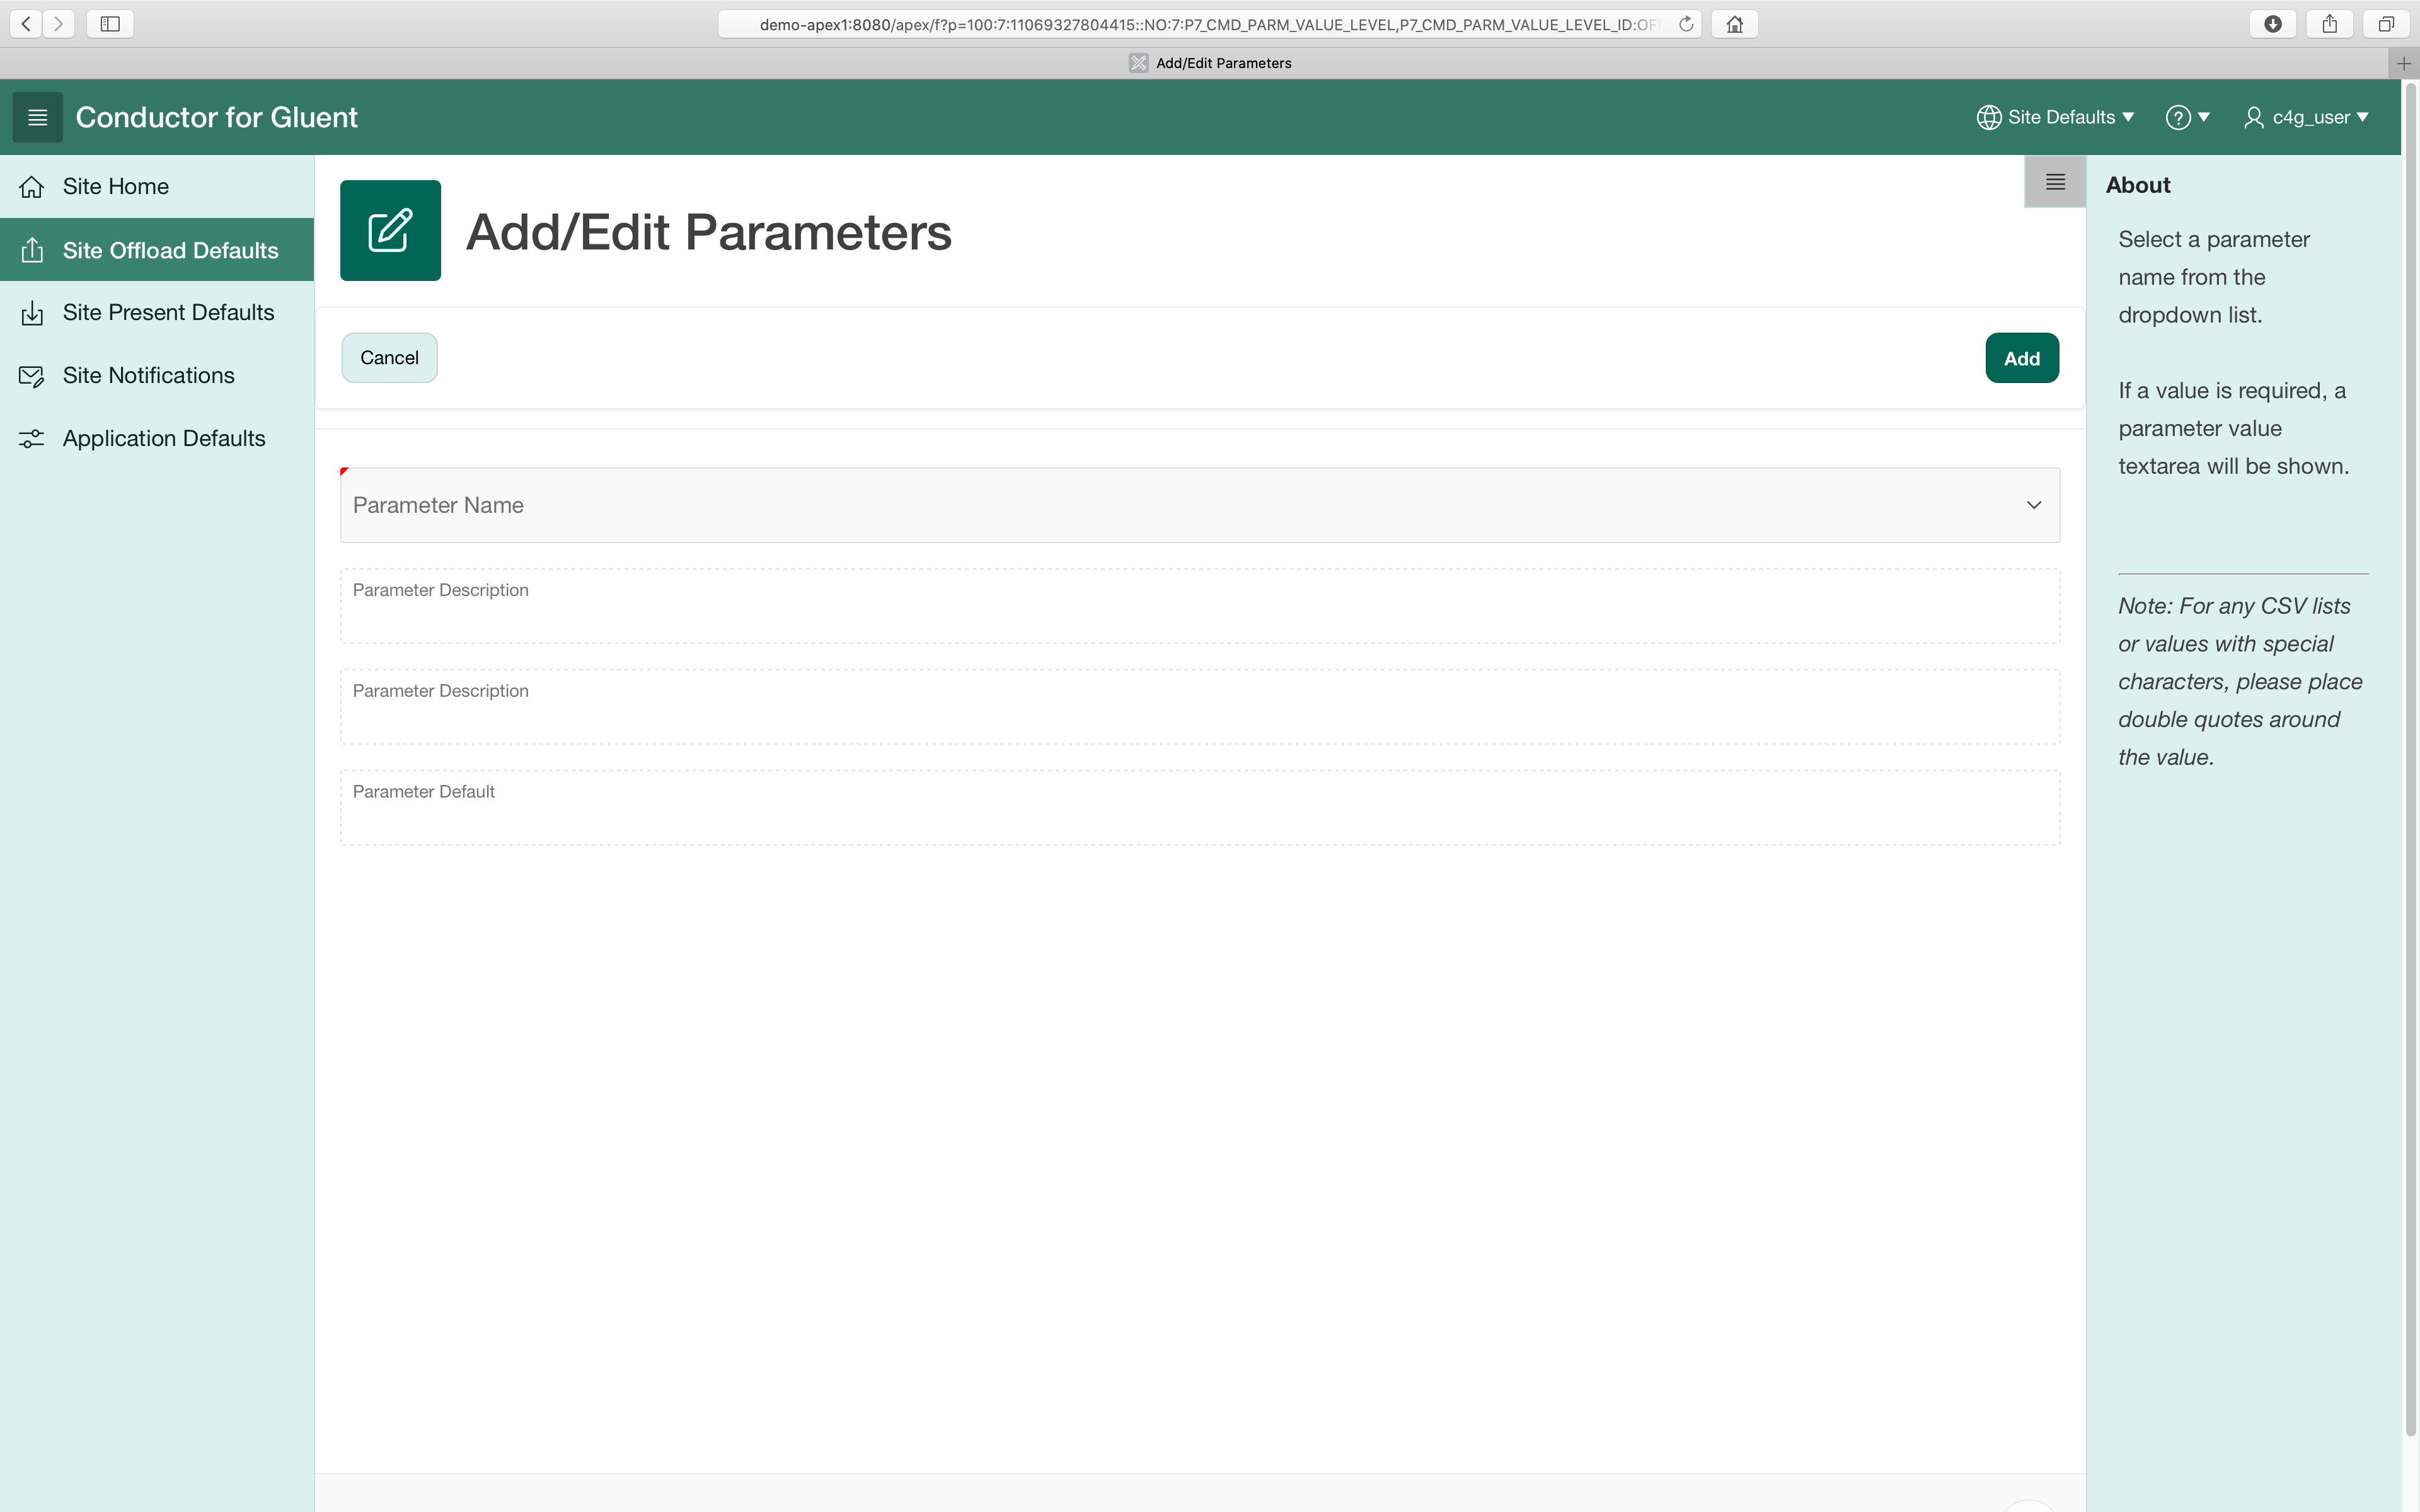 demo-apex1:8080/apex/f?p=100:7:11069327804415::NO:7:P7_CMD_PARM_VALUE_LEVEL,P7_CMD_PARM_VALUE_LEVEL_ID:OF
Add/Edit Parameters
Conductor for Gluent
Site Defaults
?
c4g_user
Site Home
Site Offload Defaults
Site Present Defaults
Site Notifications
Application Defaults
Add/Edit Parameters
Cancel
Add
Parameter Name
Parameter Description
Parameter Description
Parameter Default
About
Select a parameter
name from the
dropdown list.
If a value is required, a
parameter value
textarea will be shown.
Note: For any CSV lists
or values with special
characters, please place
double quotes around
the value.